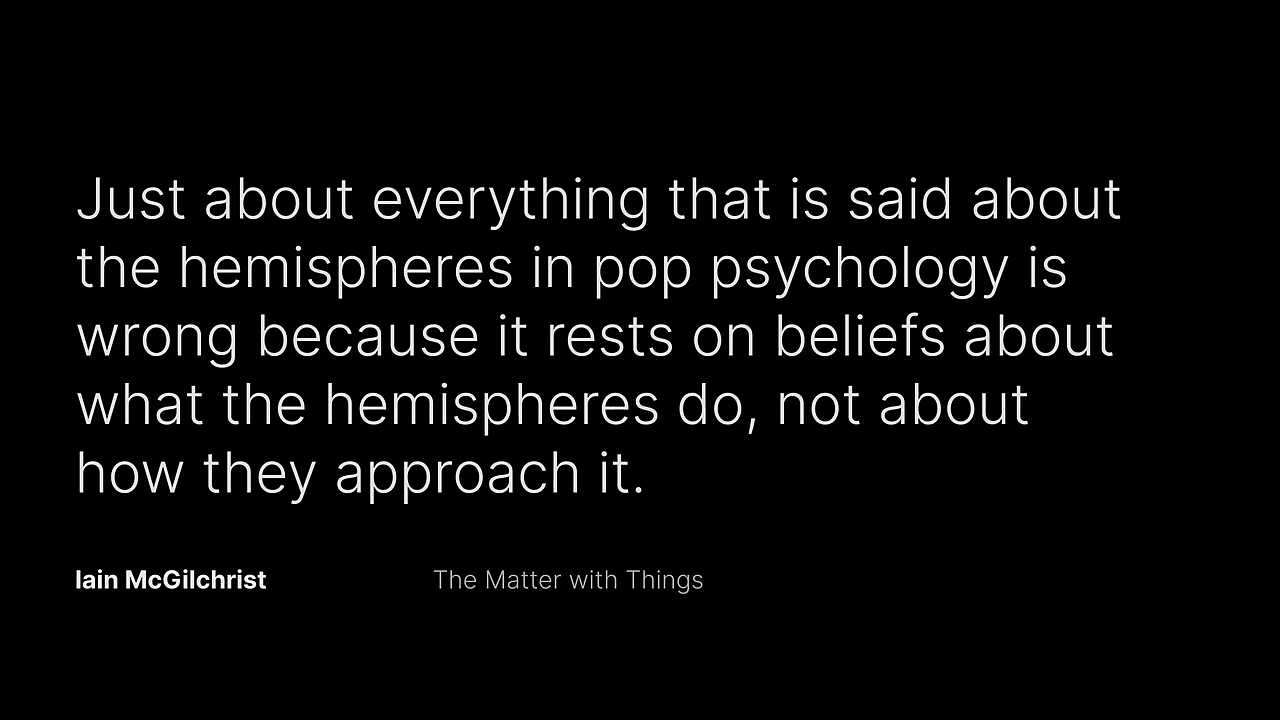 Just about everything that is said about
the hemispheres in pop psychology is
wrong because it rests on beliefs about
what the hemispheres do, not about
how they approach it.
Iain McGilchrist
The Matter with Things